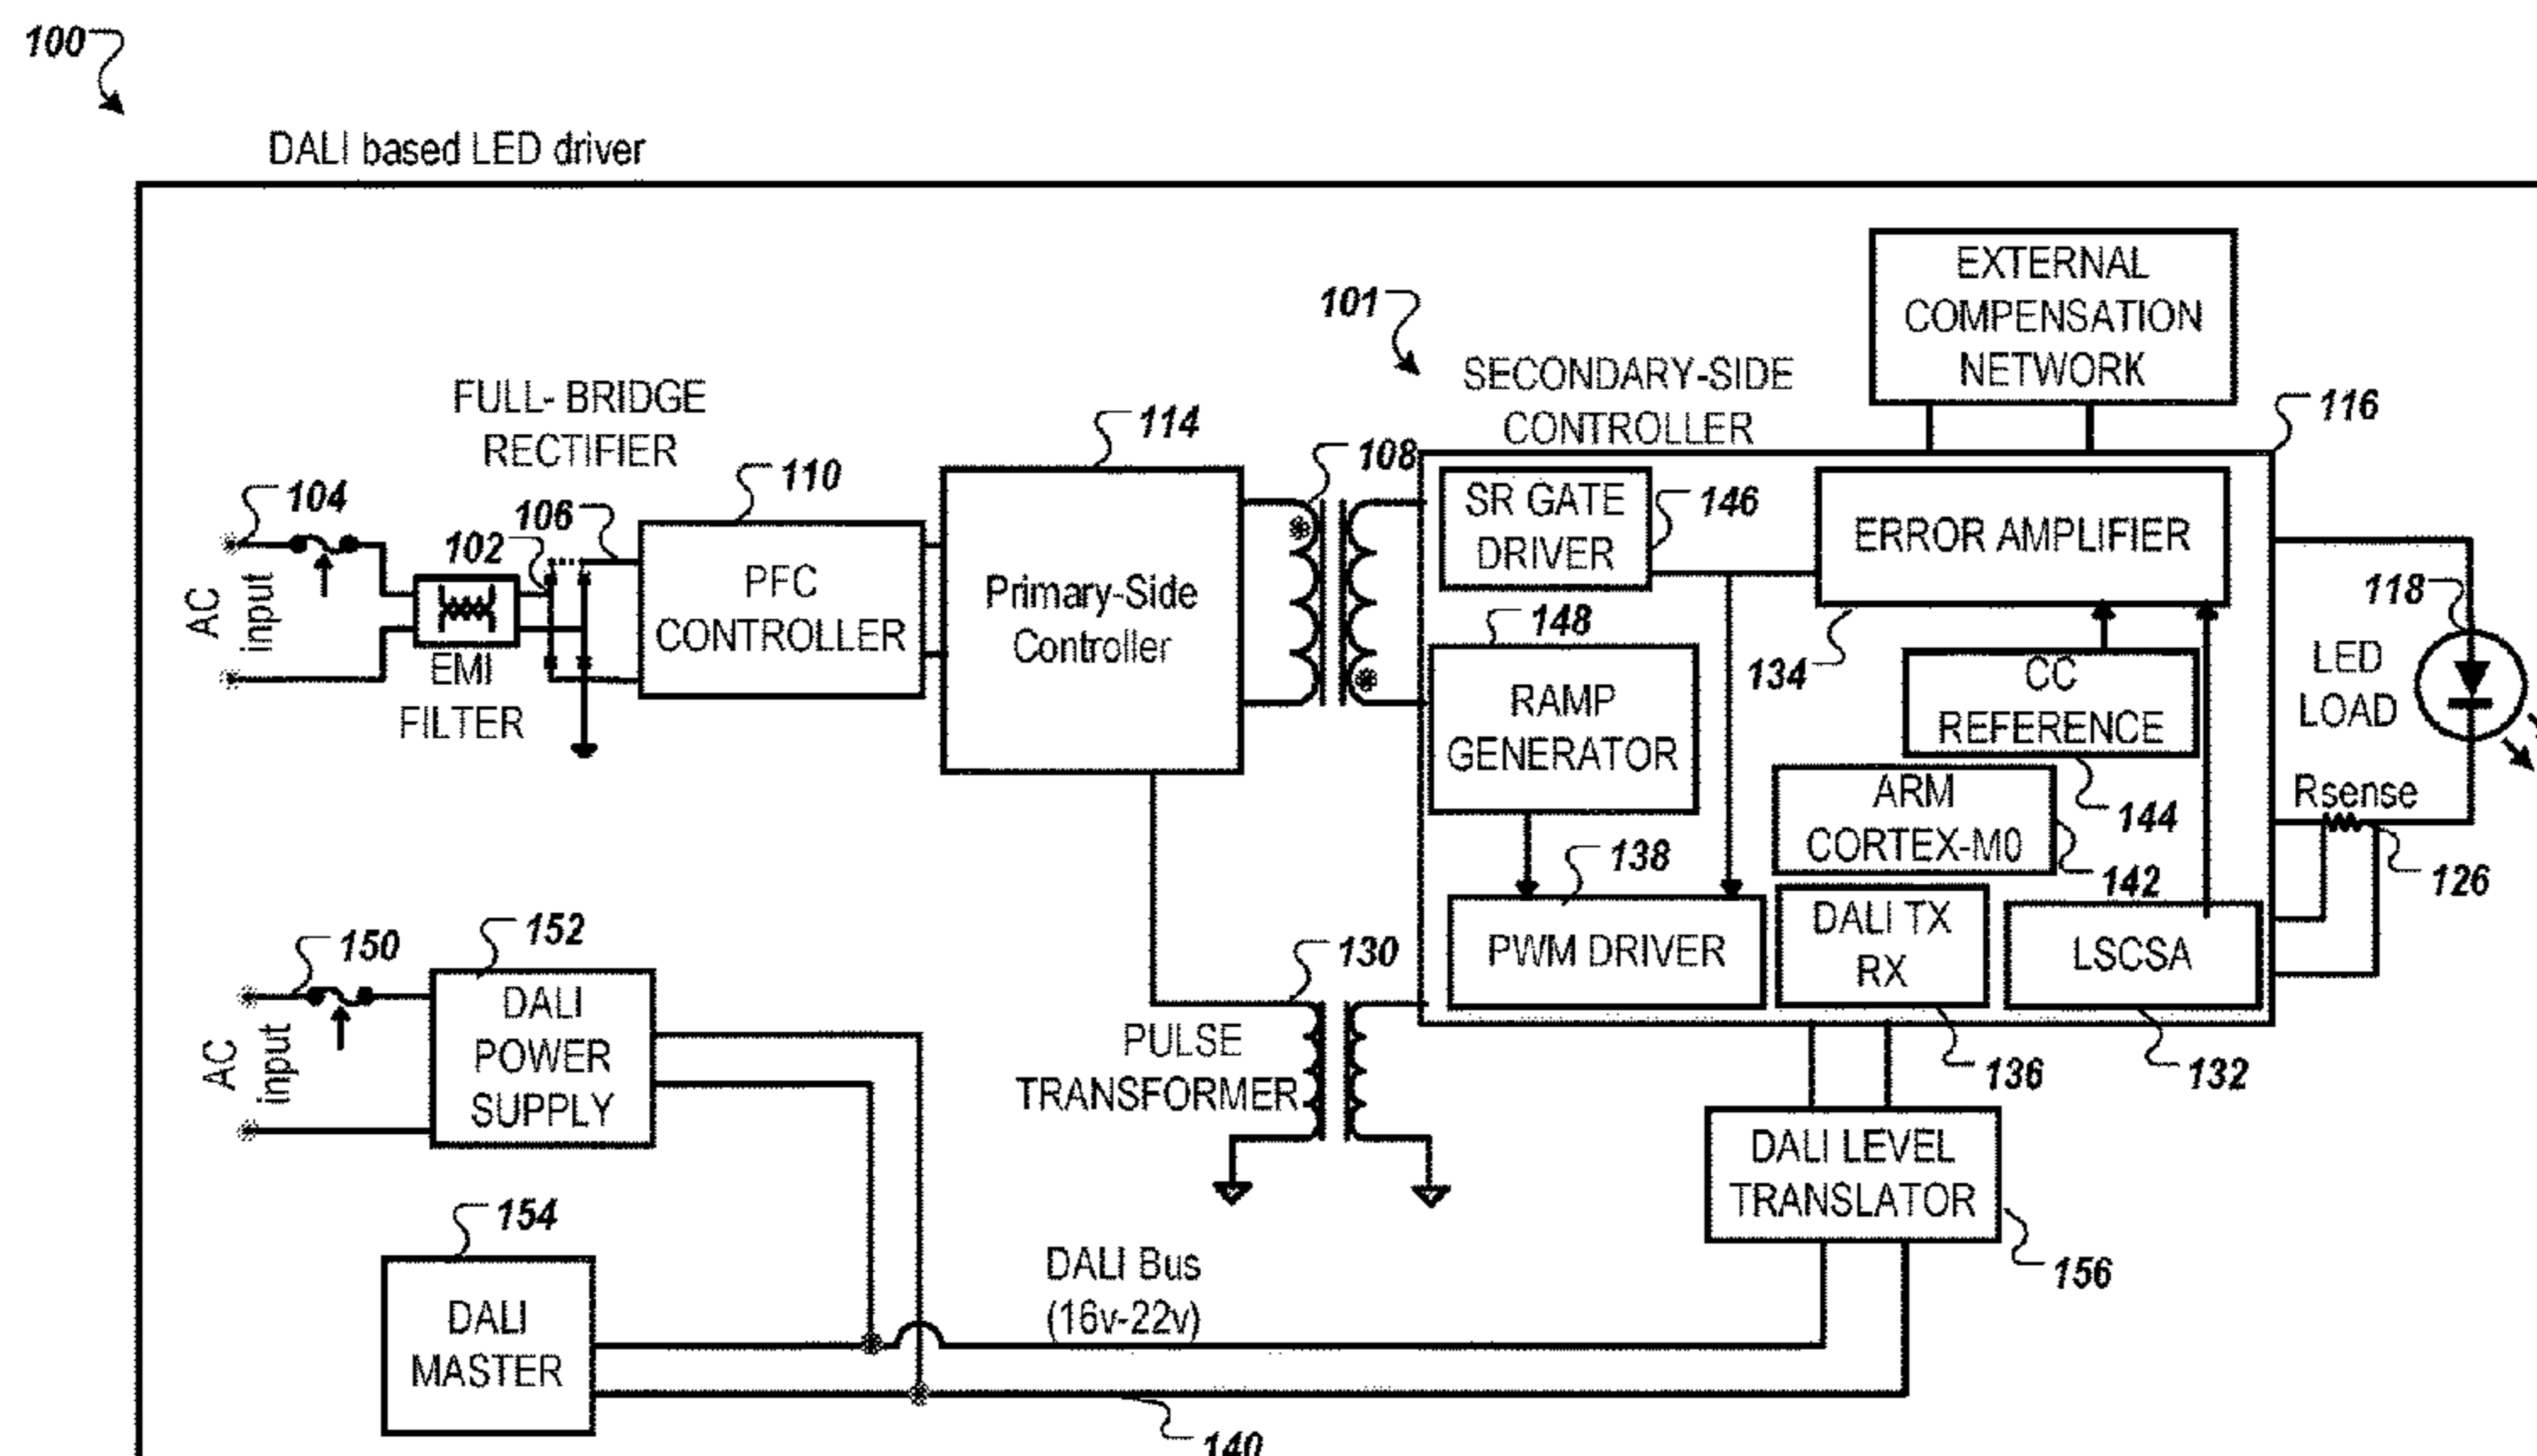 100
DALI based LED driver
EXTERNAL
COMPENSATION
NETWORK
101
SECONDARY-SIDE
CONTROLLER
116
FULL- BRIDGE
RECTIFIER
114
108
110
104
106
102
AC
input
EMI
FILTER
PFC
CONTROLLER
Primary-Side
Controller
SR GATE
DRIVER
146
ERROR AMPLIFIER
134
148
RAMP
GENERATOR
CC
REFERENCE
144
118
LED
LOAD
Rsense
126
ARM
CORTEX-M0
142
138
PWM DRIVER
DALI TX
RX
136
LSCSA
132
150
152
AC
input
DALI
POWER
SUPPLY
130
PULSE
TRANSFORMER
DALI LEVEL
TRANSLATOR
156
154
DALI
MASTER
DALI Bus
(16v-22v)
140